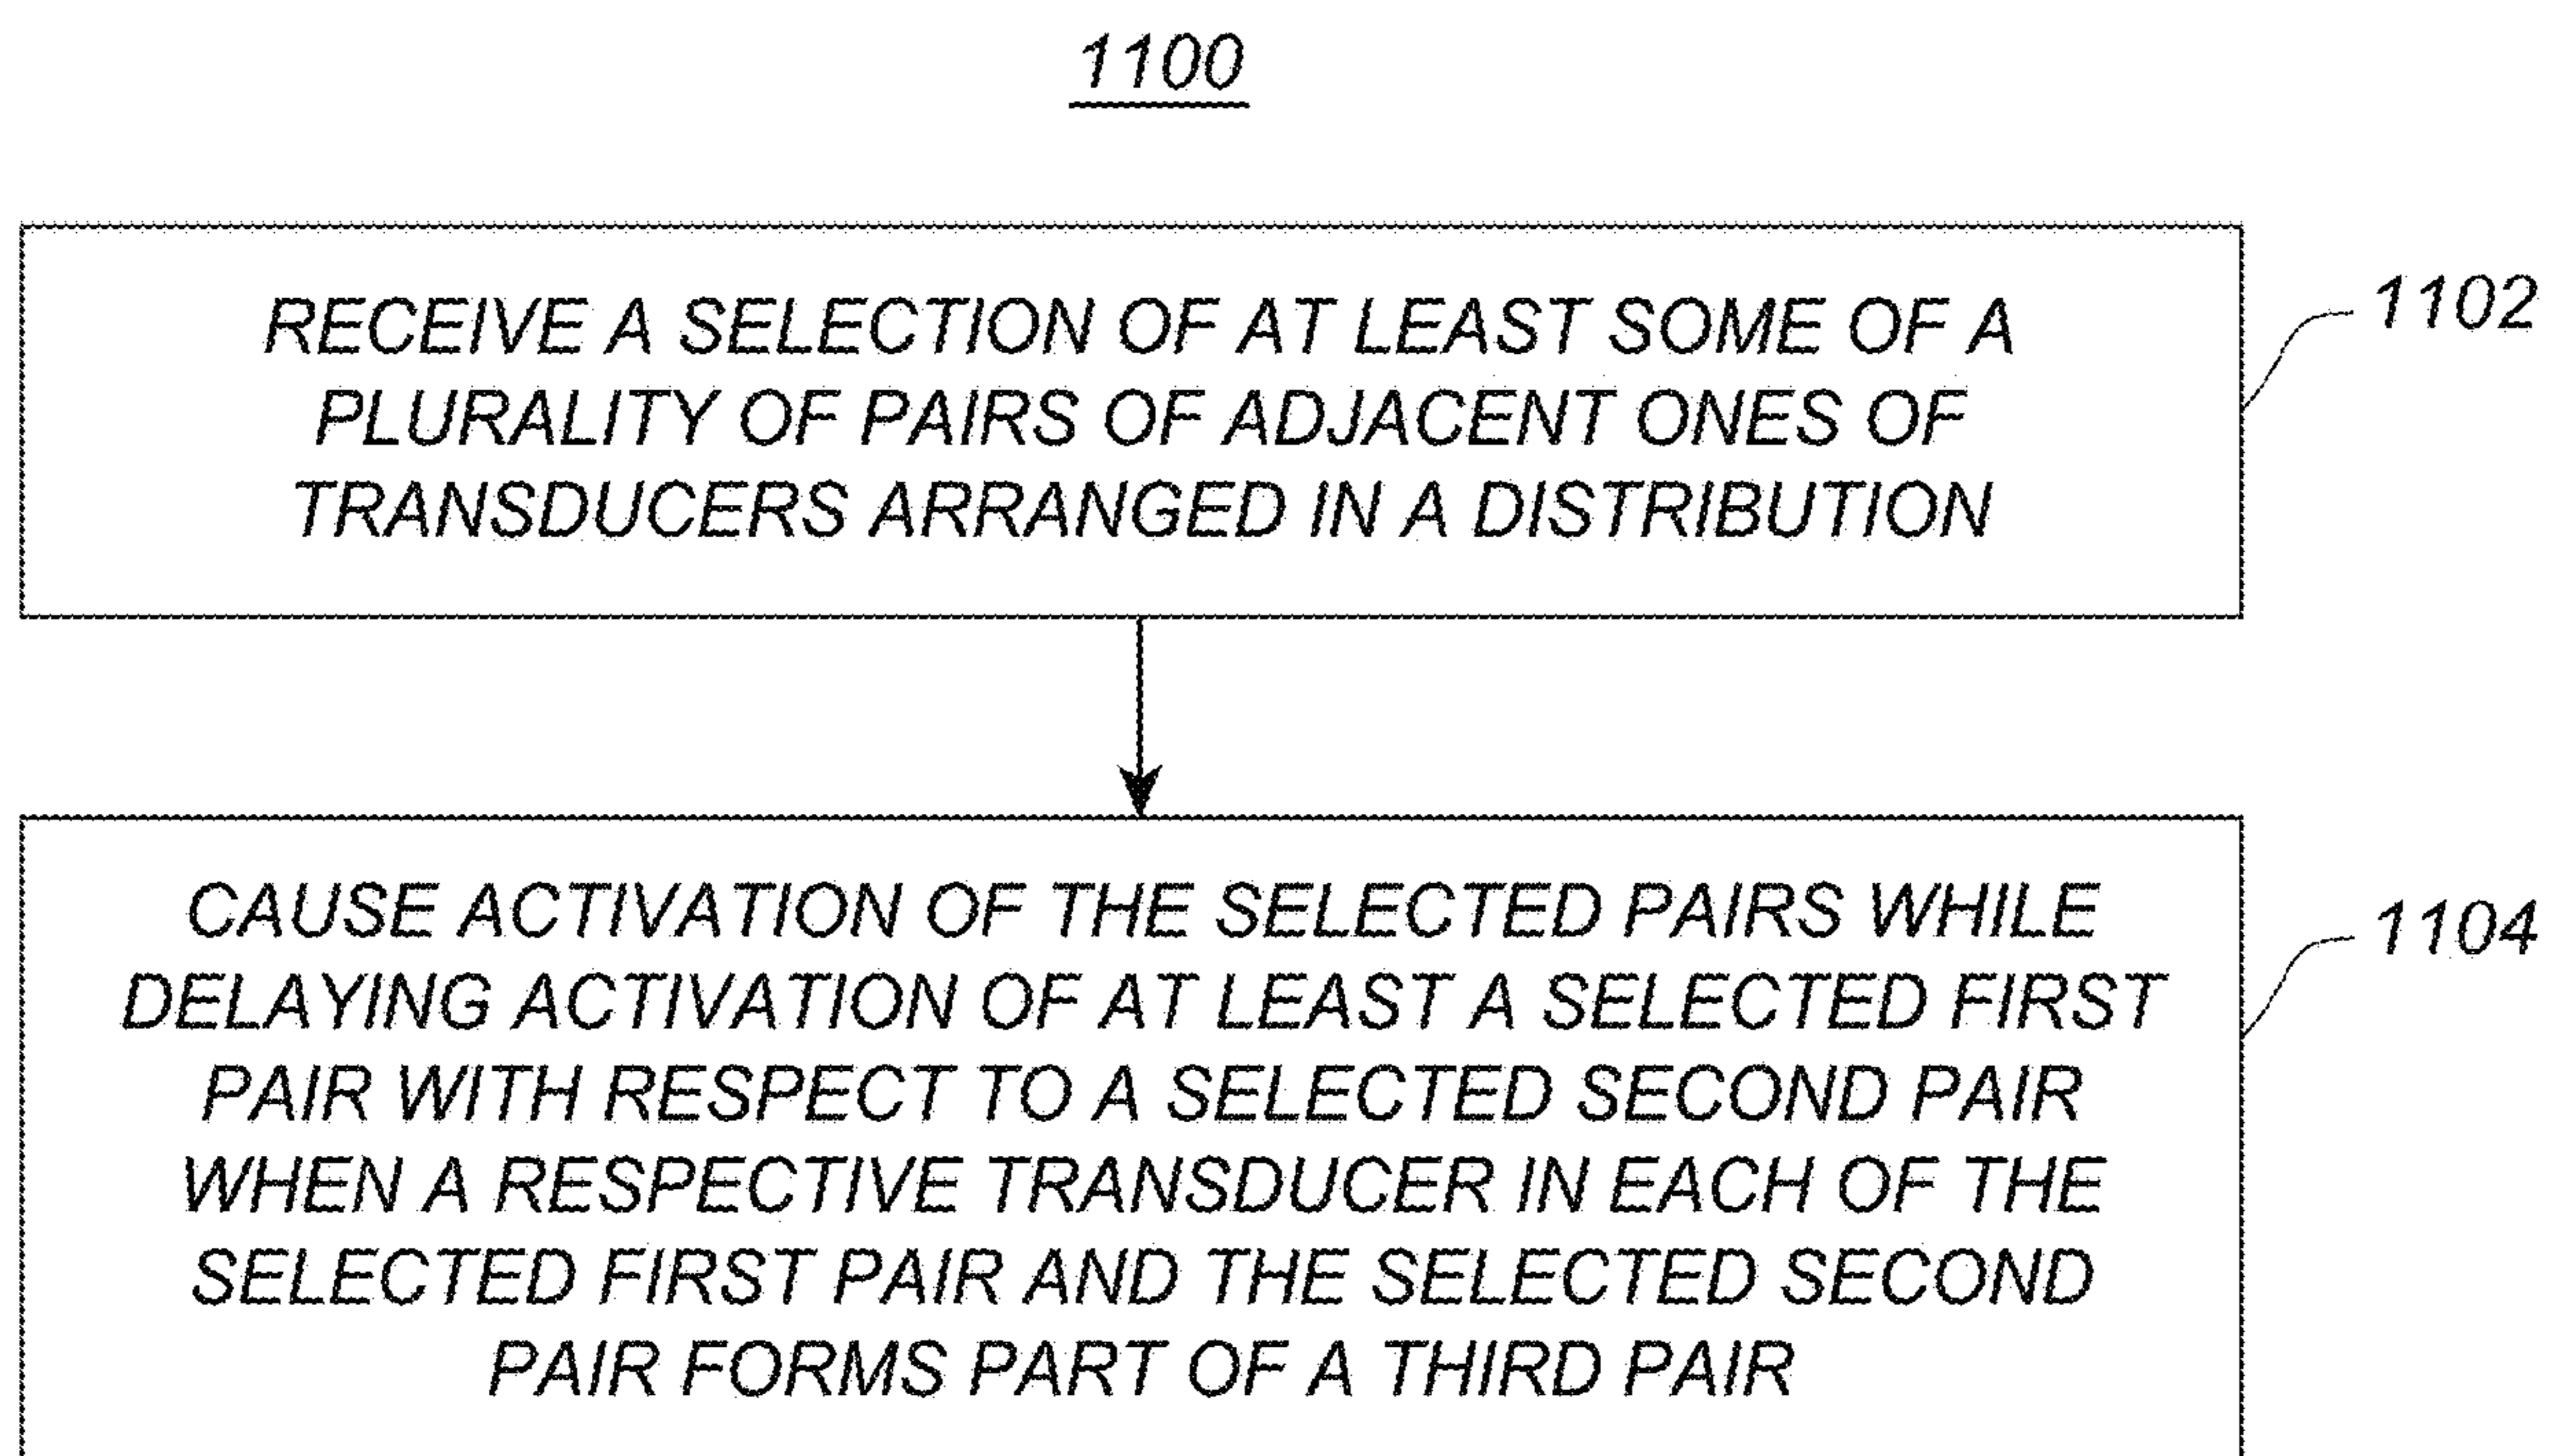 1100
RECEIVE A SELECTION OF AT LEAST SOME OF A
PLURALITY OF PAIRS OF ADJACENT ONES OF
TRANSDUCERS ARRANGED IN A DISTRIBUTION
1102
CAUSE ACTIVATION OF THE SELECTED PAIRS WHILE
DELAYING ACTIVATION OF AT LEAST A SELECTED FIRST
PAIR WITH RESPECT TO A SELECTED SECOND PAIR
WHEN A RESPECTIVE TRANSDUCER IN EACH OF THE
SELECTED FIRST PAIR AND THE SELECTED SECOND
PAIR FORMS PART OF A THIRD PAIR
1104